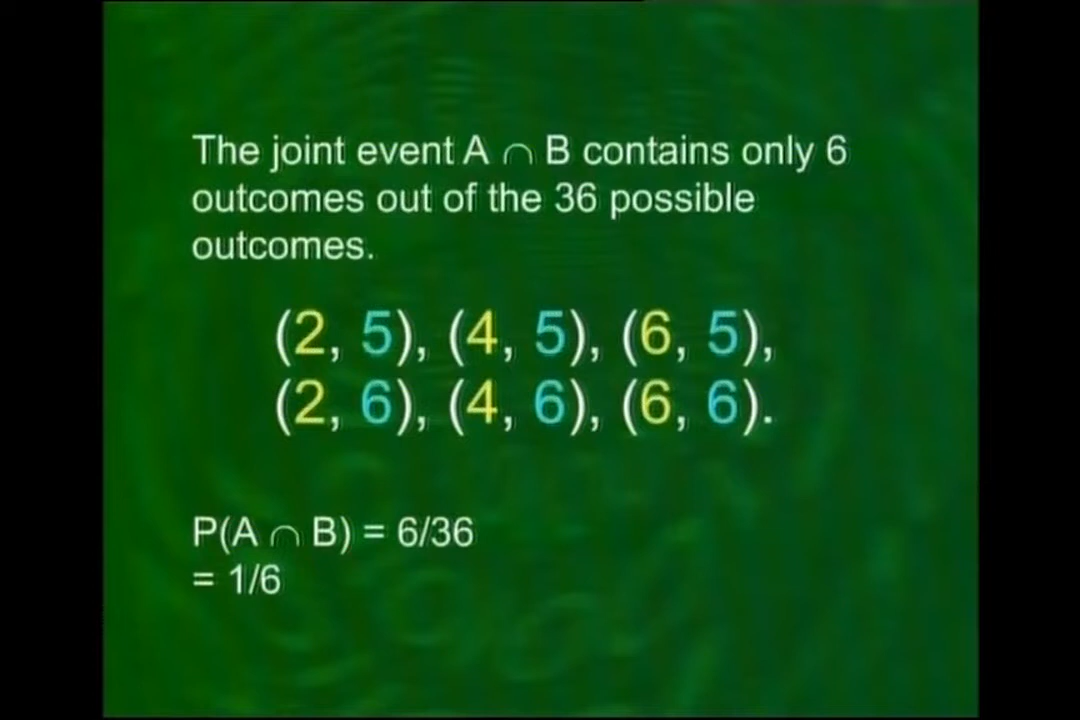 The joint event A ∩ B contains only 6
outcomes out of the 36 possible
outcomes.
(2, 5), (4, 5), (6, 5),
(2, 6), (4, 6), (6, 6).
P(A ∩ B) = 6/36
= 1/6